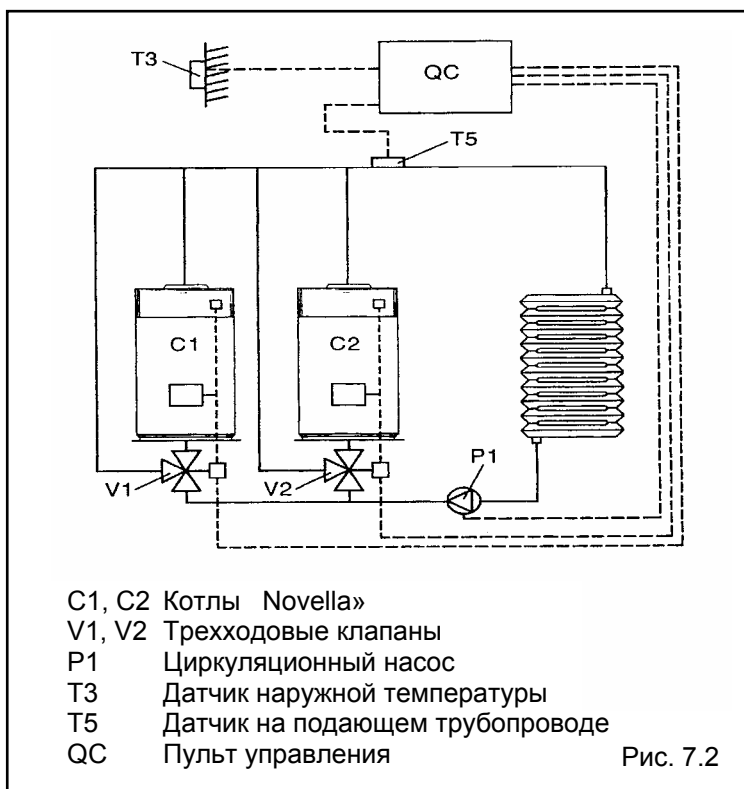 T3
QC
T5
C1
C2
P1
V1
V2
C1, C2 Котлы Novella»
V1, V2 Трехходовые клапаны
P1 Циркуляционный насос
T3 Датчик наружной температуры
T5 Датчик на подающем трубопроводе
QC Пульт управления
Рис. 7.2